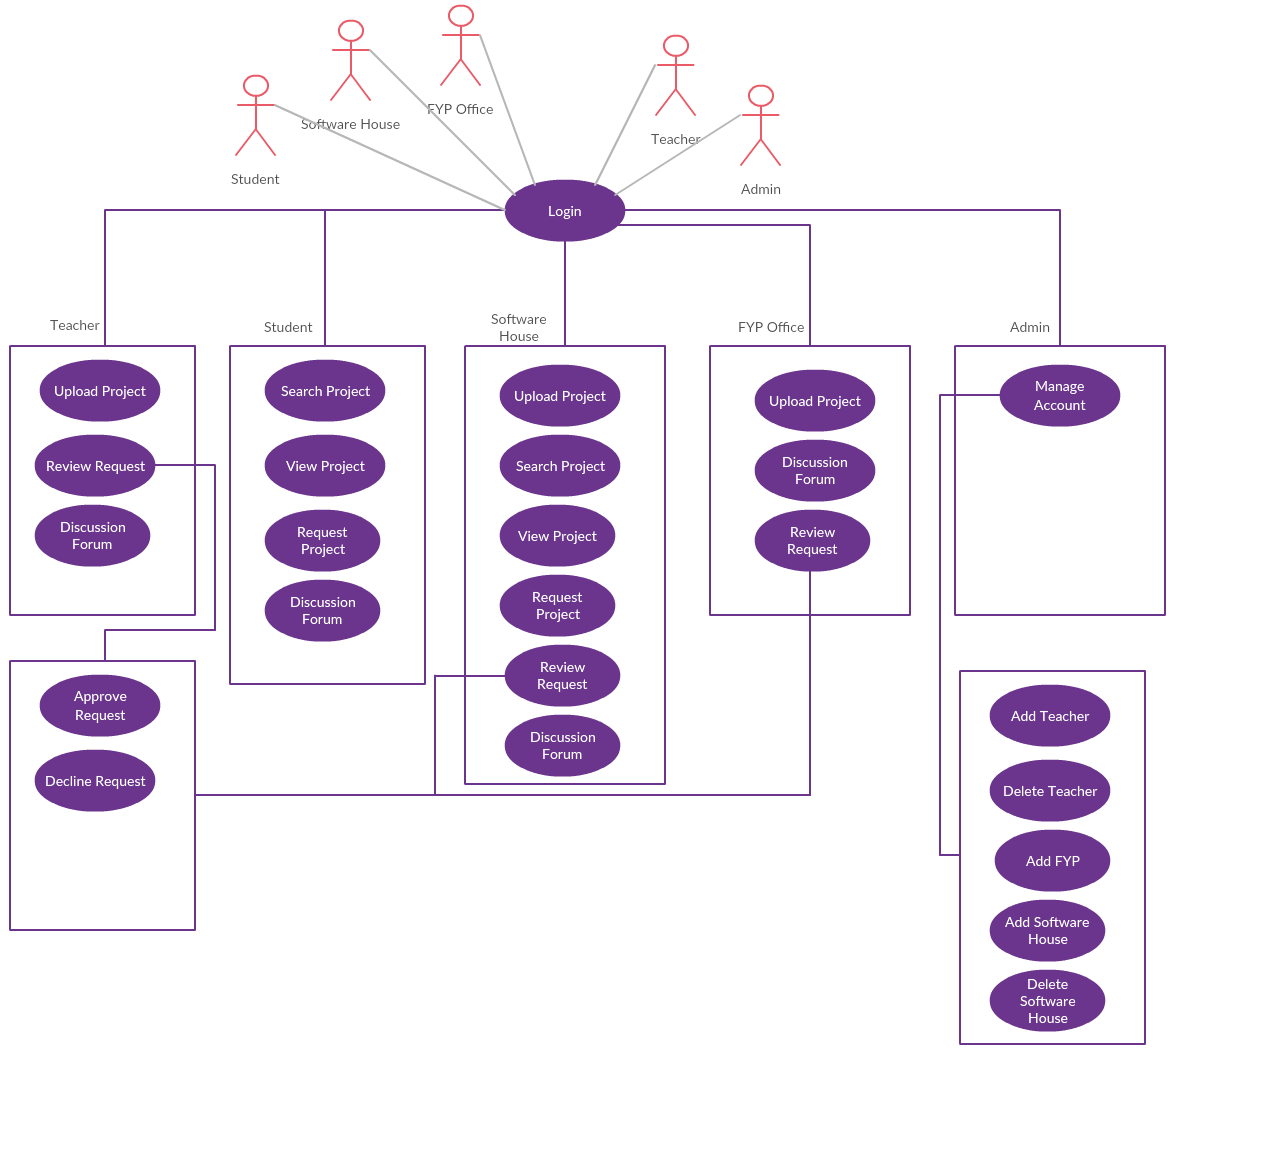 FYP Office
Software House
Teacher
Student
Admin
Login
Teacher
Upload Project
Review Request
Discussion
Forum
Student
Search Project
View Project
Request
Project
Discussion
Forum
Software
House
Upload Project
Search Project
View Project
Request
Project
Review
Request
Discussion
Forum
FYP Office
Upload Project
Discussion
Forum
Review
Request
Admin
Manage
Account
Approve
Request
Decline Request
Add Teacher
Delete Teacher
Add FYP
Add Software
House
Delete
Software
House